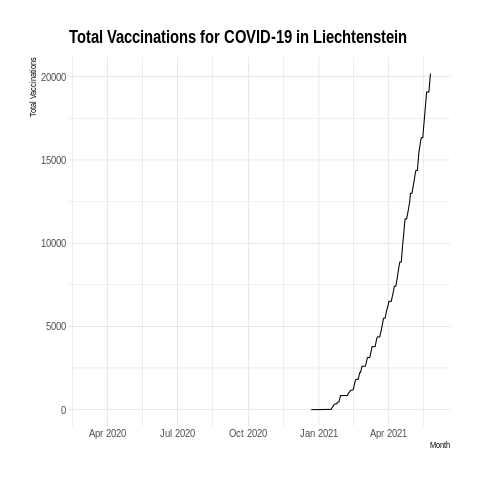 Total Vaccinations for COVID-19 in Liechtenstein
Total Vaccinations
20000
15000
10000
5000
0
Apr 2020 Jul 2020 Oct 2020 Jan 2021 Apr 2021
Month